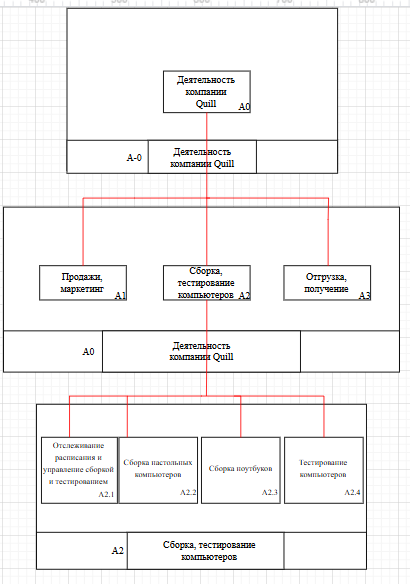 Деятельность
компании
Quill
A0
A-0
Деятельность
компании Quill
Продажи,
маркетинг
A1
Сборка,
тестирование
компьютеров
A2
Отгрузка,
получение
A3
A0
Деятельность
компании Quill
Отслеживание
расписания и
управление сборкой
и тестированием
A2.1
Сборка настольных
компьютеров
A2.2
Сборка ноутбуков
A2.3
Тестирование
компьютеров
A2.4
A2
Сборка, тестирование
компьютеров